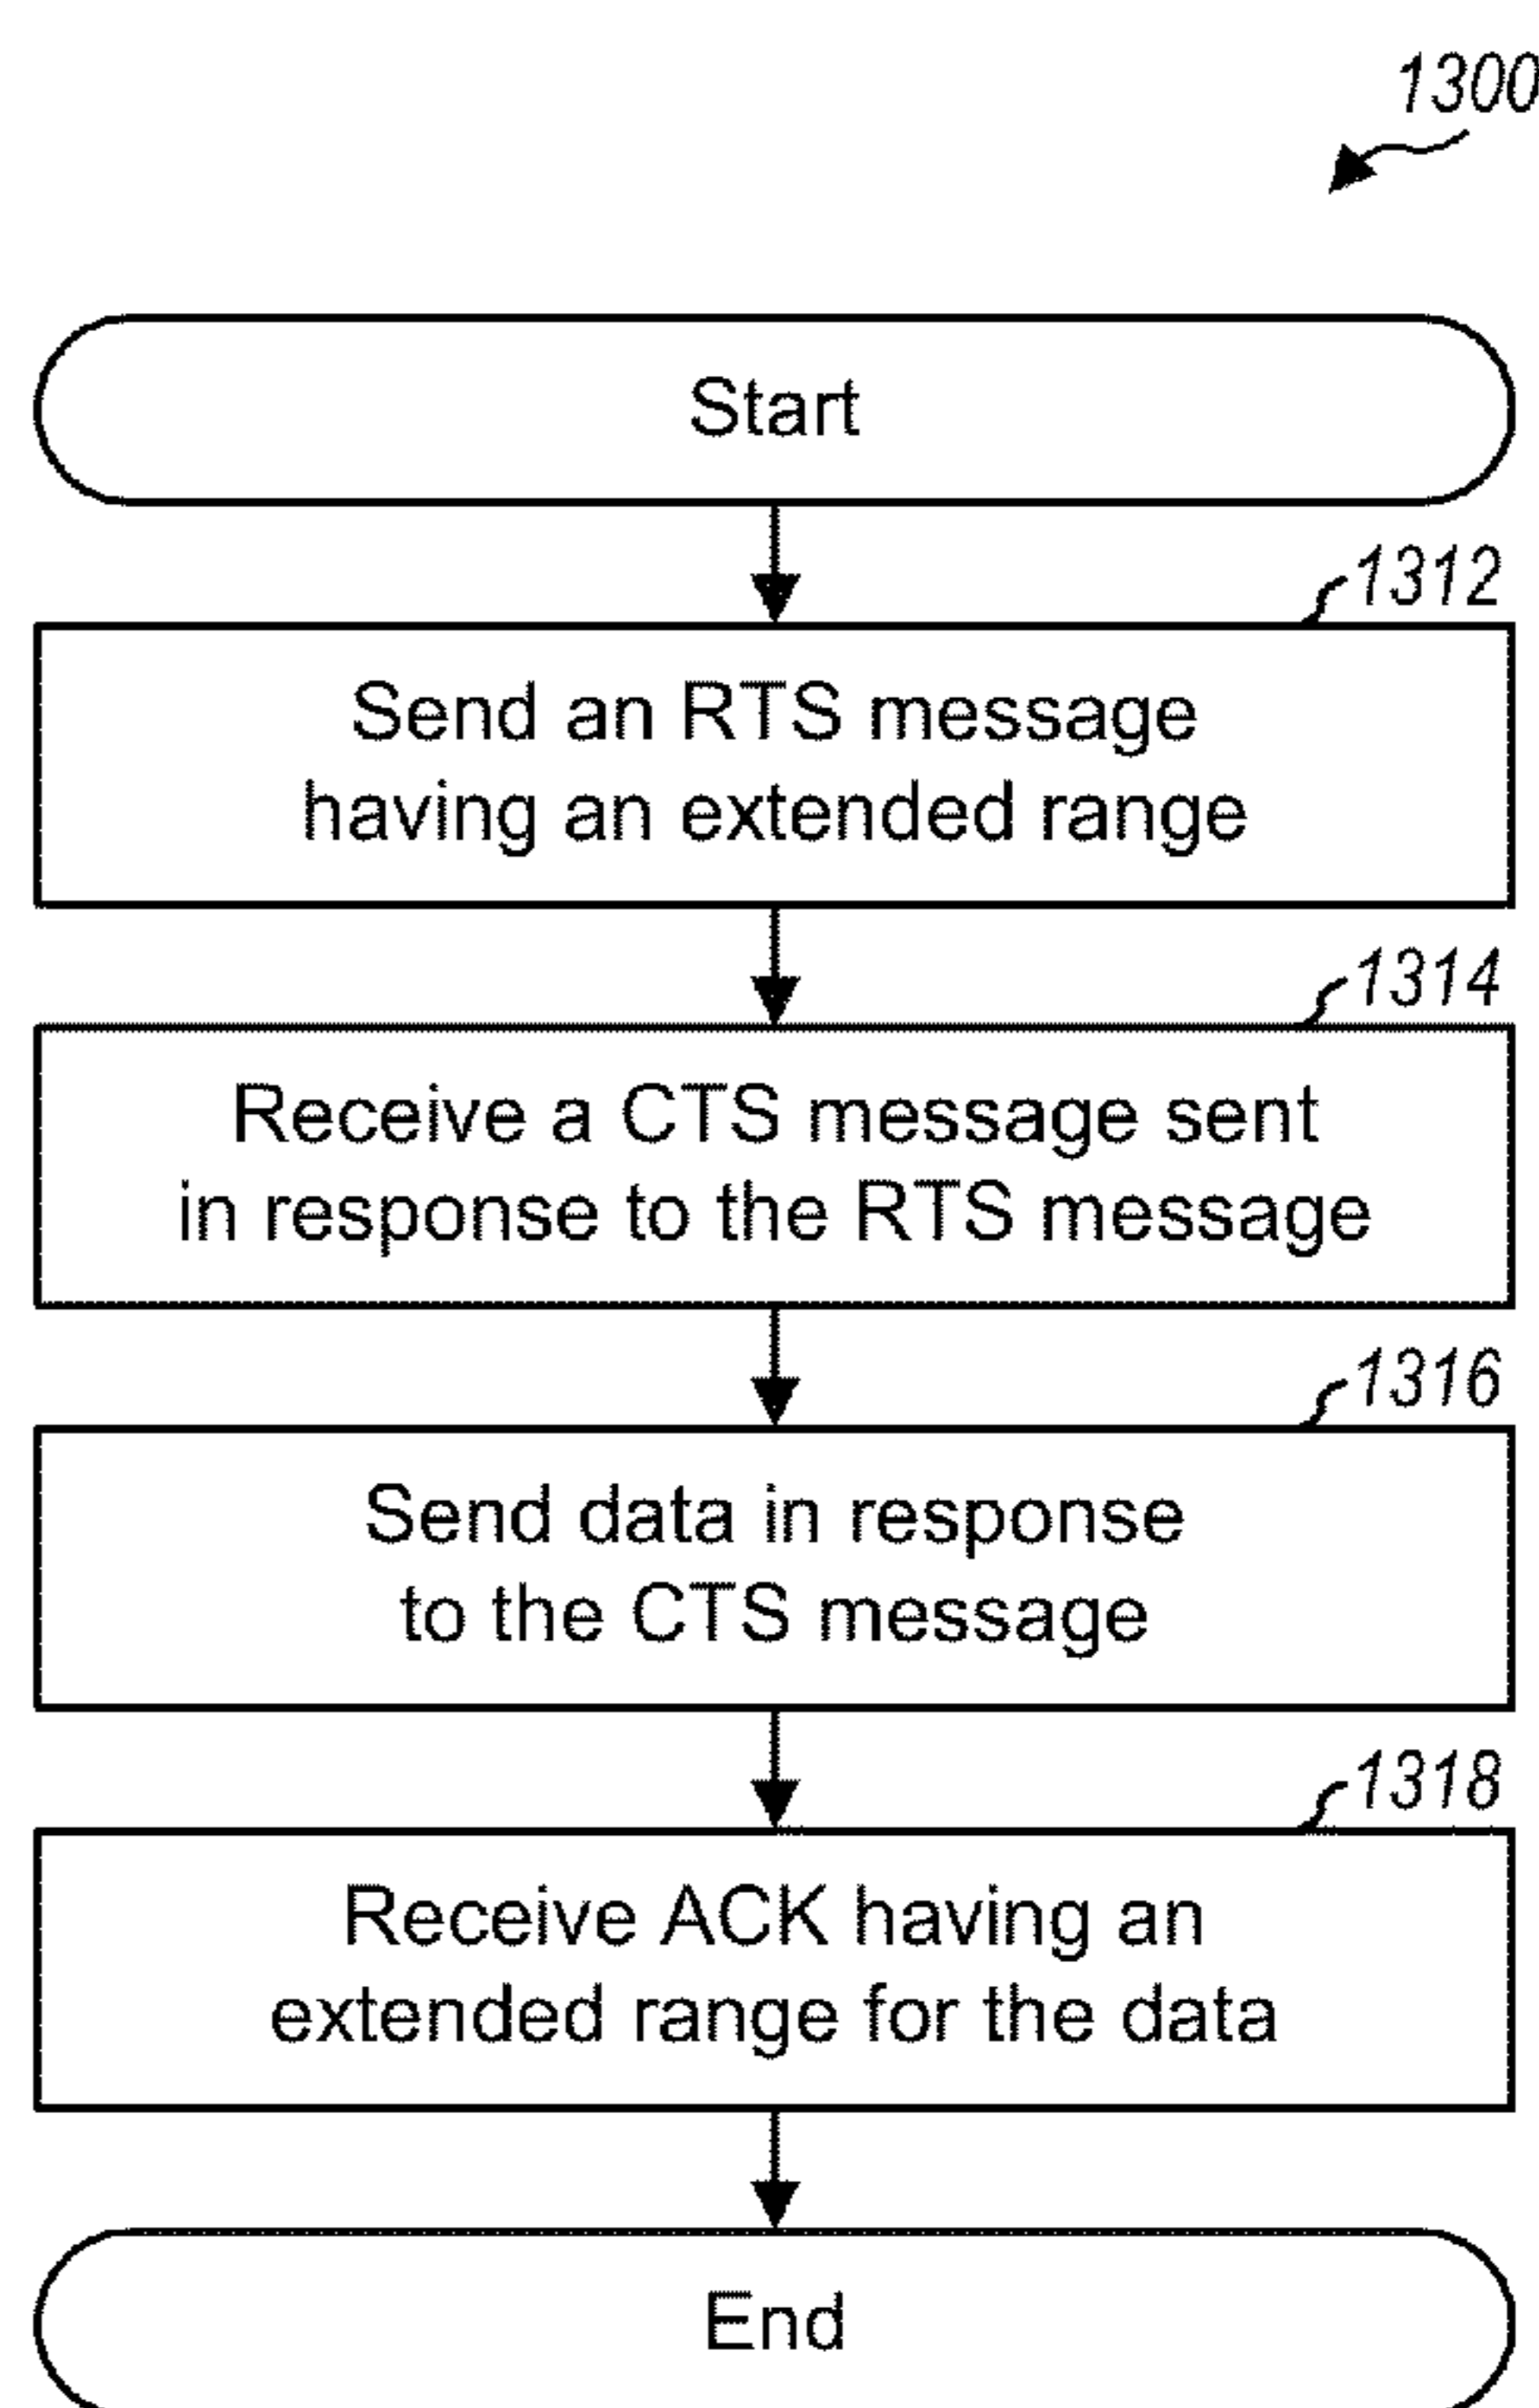 1300
Start
1312
Send an RTS message
having an extended range
1314
Receive a CTS message sent
in response to the RTS message
1316
Send data in response
to the CTS message
1318
Receive ACK having an
extended range for the data
End